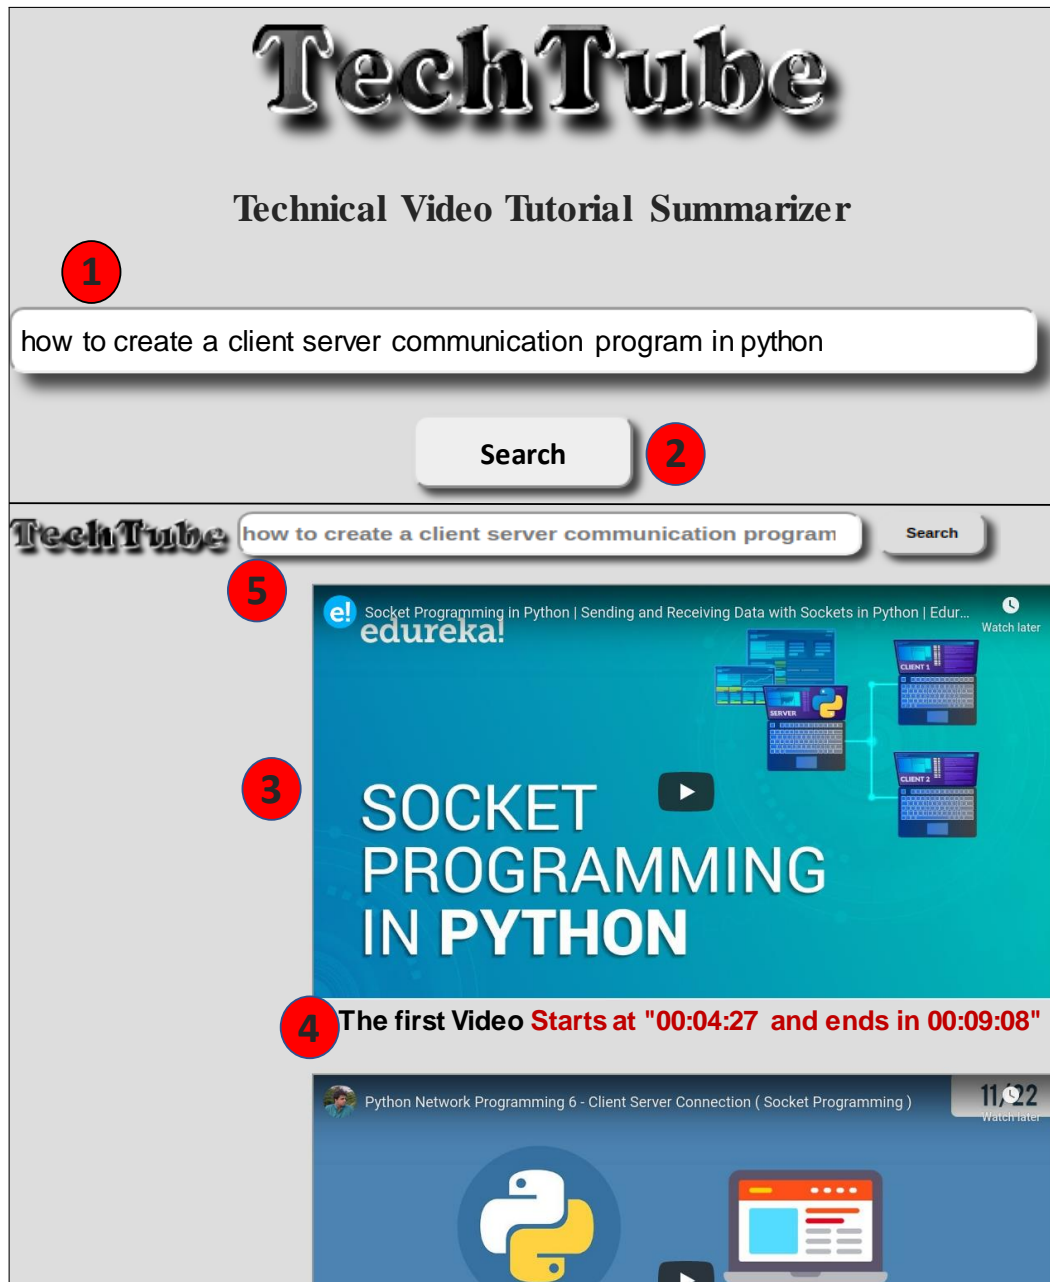 TechTube
Technical Video Tutorial Summarizer
1
how to create a client server communication program in python
Search
2
TechTube
how to create a client server communication program
Search
5
e!
Socket Programming in Python | Sending and Receiving Data with Sockets in Python | Edur...
Watch later
edureka!
CLIENT 1
SERVER
CLIENT 2
3
SOCKET
PROGRAMMING
IN PYTHON
4
The first Video Starts at "00:04:27 and ends in 00:09:08"
Python Network Programming 6 - Client Server Connection ( Socket Programming )
11/22
Watch later